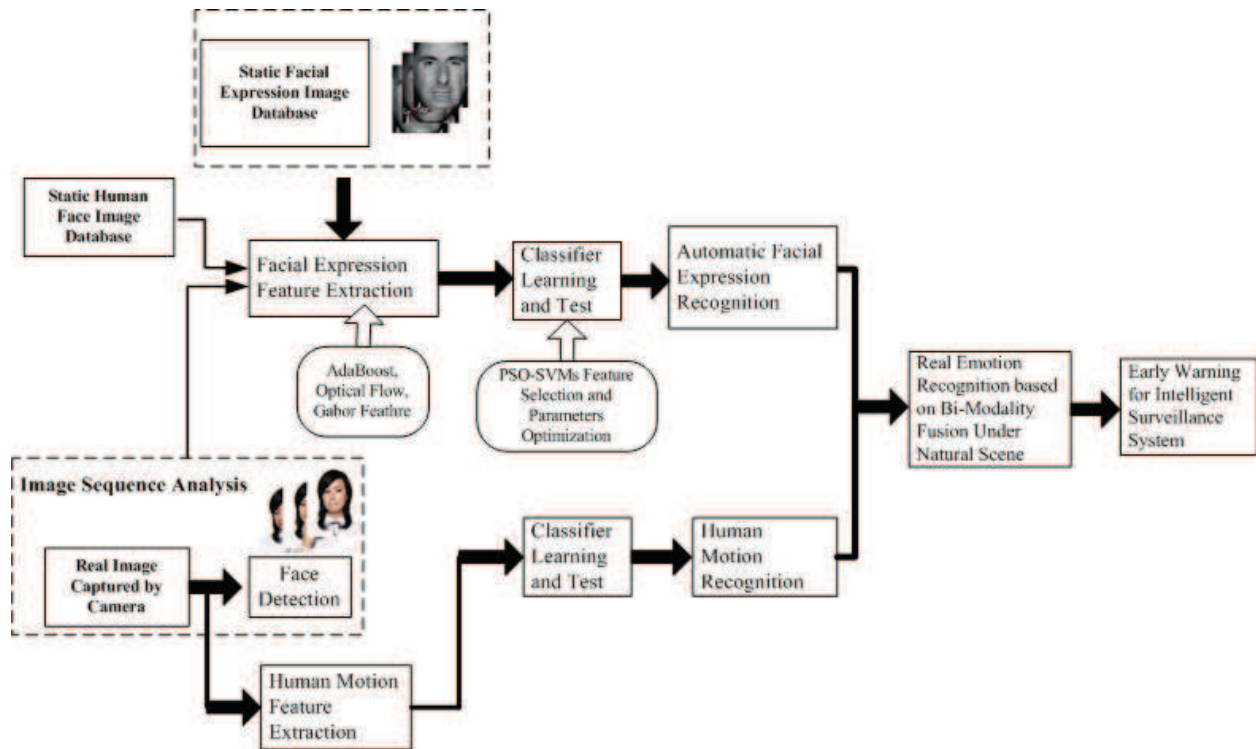 Static Facial
Expression Image
Database
Static Human
Face Image
Database
Facial Expression
Feature Extraction
Classifier
Learning
and Test
Automatic Facial
Expression
Recognition
AdaBoost,
Optical Flow,
Gabor Feathre
PSO-SVMs Feature
Selection and
Parameters
Optimization
Real Emotion
Recognition based
on Bi-Modality
Fusion Under
Natural Scene
Early Warning
for Intelligent
Surveillance
System
Image Sequence Analysis
Real Image
Captured by
Camera
Face
Detection
Classifier
Learning
and Test
Human
Motion
Recognition
Human Motion
Feature
Extraction